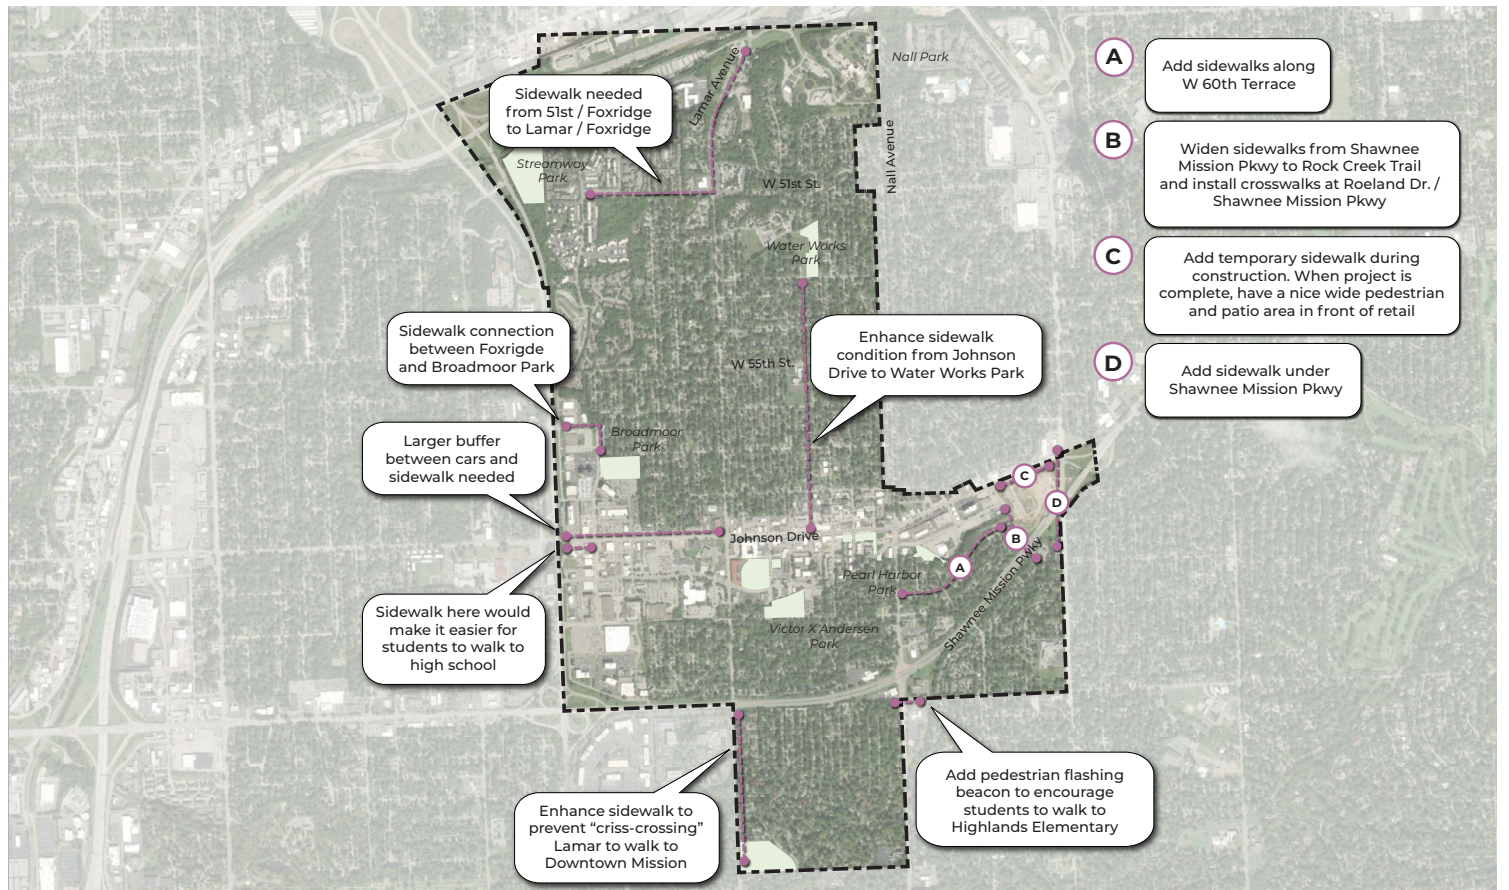 Nall Park
Lamar Avenue
Sidewalk needed
from 51st / Foxridge
to Lamar / Foxridge
Streamway
Park
Nall Avenue
W 51st St.
Water Works
Park
Sidewalk connection
between Foxrigde
and Broadmoor Park
W 55th St.
Enhance sidewalk
condition from Johnson
Drive to Water Works Park
Larger buffer
between cars and
sidewalk needed
Broadmoor
Park
Johnson Drive
Pearl Harbor
Park
Shawnee Mission Pwky
Victor X Andersen
Park
C
D
B
A
Sidewalk here would
make it easier for
students to walk to
high school
Enhance sidewalk to
prevent “criss-crossing”
Lamar to walk to
Downtown Mission
Add pedestrian flashing
beacon to encourage
students to walk to
Highlands Elementary
A
Add sidewalks along
W 60th Terrace
B
Widen sidewalks from Shawnee
Mission Pkwy to Rock Creek Trail
and install crosswalks at Roeland Dr. /
Shawnee Mission Pkwy
C
Add temporary sidewalk during
construction. When project is
complete, have a nice wide pedestrian
and patio area in front of retail
D
Add sidewalk under
Shawnee Mission Pkwy